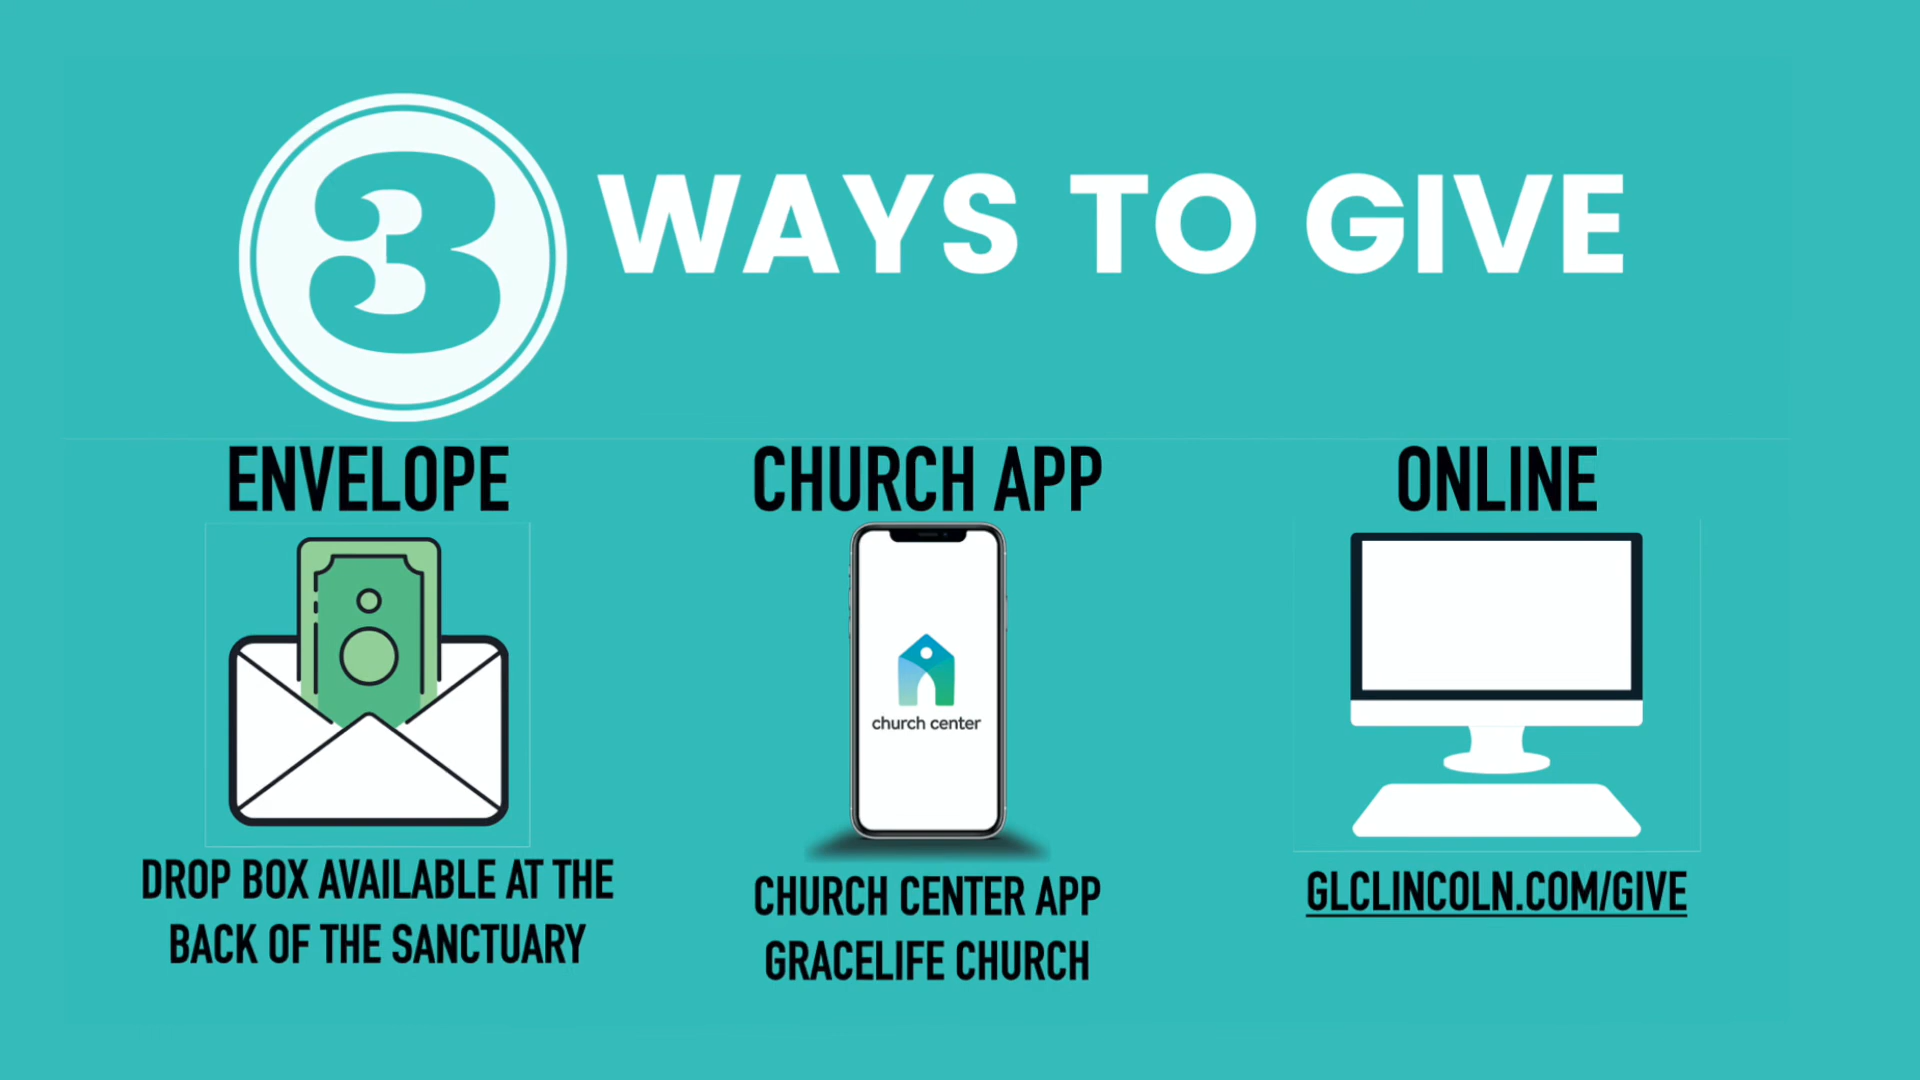 3 WAYS TO GIVE
ENVELOPE
DROP BOX AVAILABLE AT THE
BACK OF THE SANCTUARY
CHURCH APP
church center
CHURCH CENTER APP
GRACELIFE CHURCH
ONLINE
GLCLINCOLN.COM/GIVE